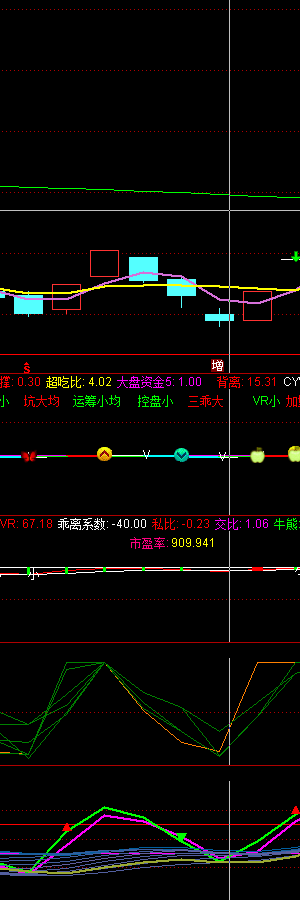 增
擂: 0.30 超吃比: 4.02 大盘资金5: 1.00 背离: 15.31 CY
小 坑大均 运筹小均 控盘小 三乖大 VR小 加
VR: 67.18 乖离系数: -40.00 私比: -0.23 交比: 1.06 牛熊:
市盈率: 909.941
小